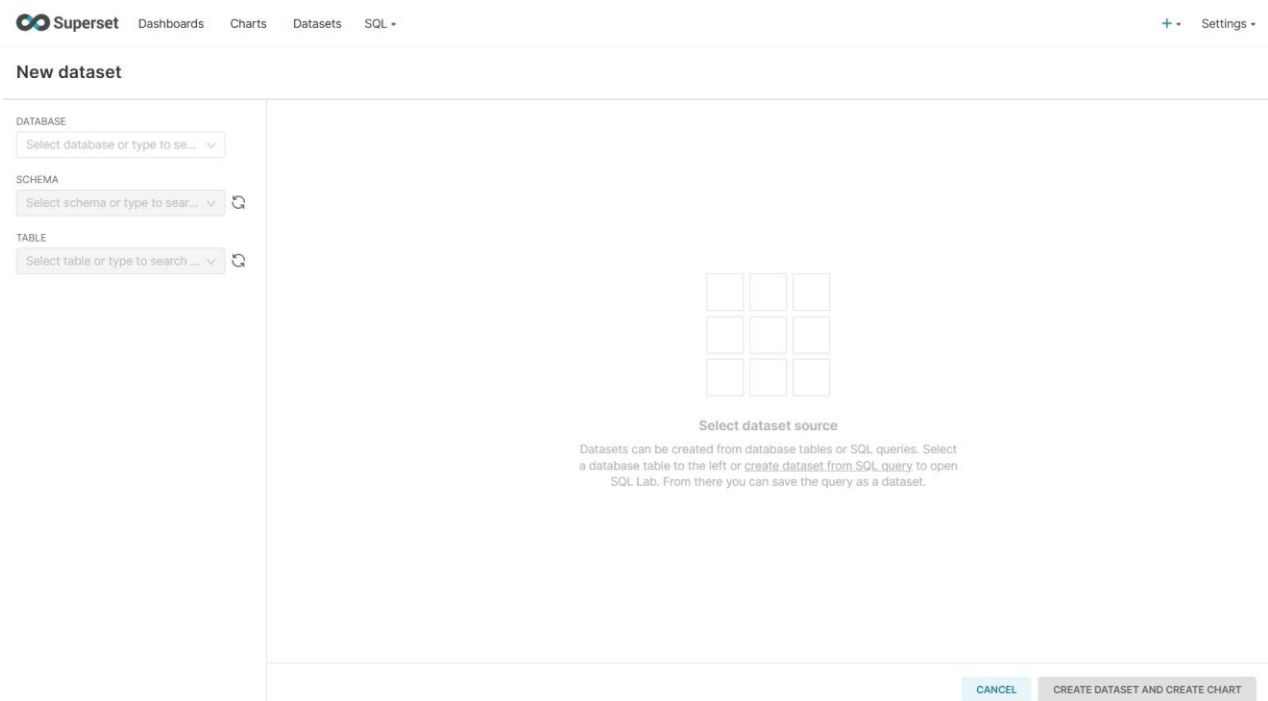 Superset Dashboards Charts Datasets SQL + Settings
New dataset
DATABASE
Select database or type to se...
SCHEMA
Select schema or type to sear...
TABLE
Select table or type to search ...
Select dataset source
Datasets can be created from database tables or SQL queries. Select
a database table to the left or create dataset from SQL query to open
SQL Lab. From there you can save the query as a dataset.
CANCEL CREATE DATASET AND CREATE CHART